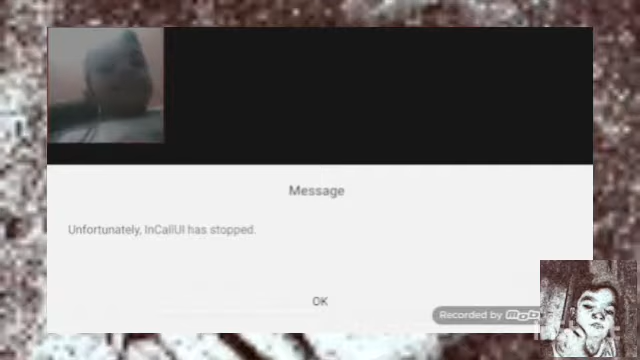 Message
Unfortunately, InCallUI has stopped.
OK
Recorded by